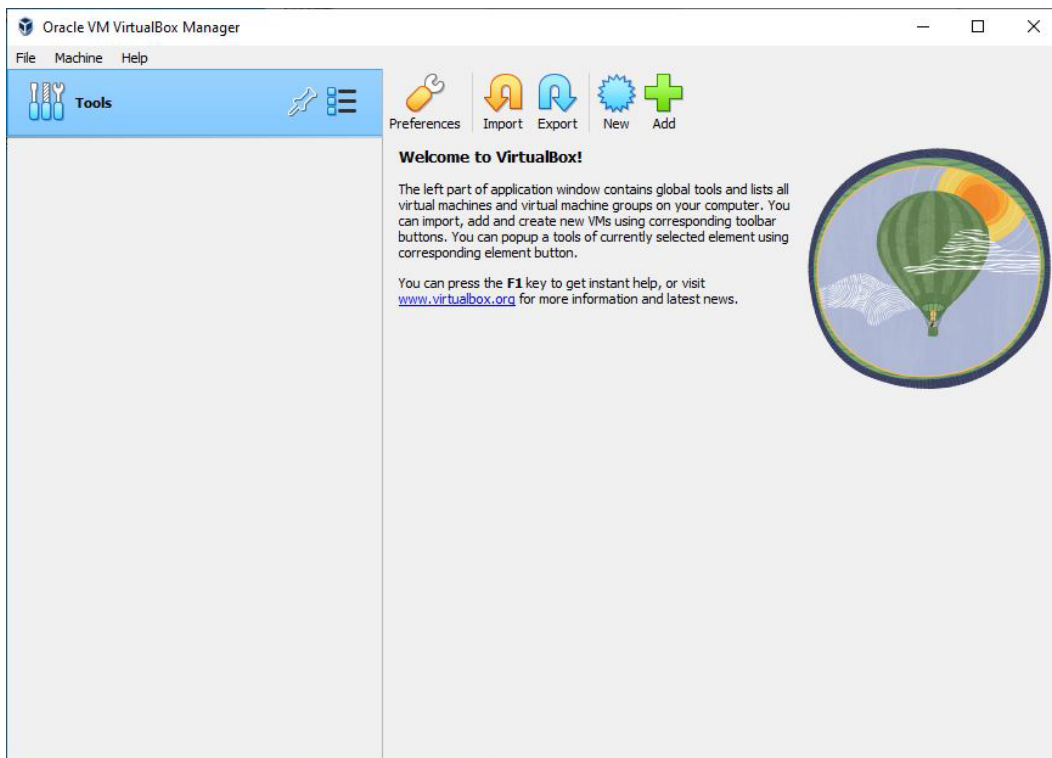 Oracle VM VirtualBox Manager
File Machine Help
Tools
Preferences Import Export New Add
Welcome to VirtualBox!
The left part of application window contains global tools and lists all
virtual machines and virtual machine groups on your computer. You
can import, add and create new VMs using corresponding toolbar
buttons. You can popup a tools of currently selected element using
corresponding element button.
You can press the F1 key to get instant help, or visit
www.virtualbox.org for more information and latest news.